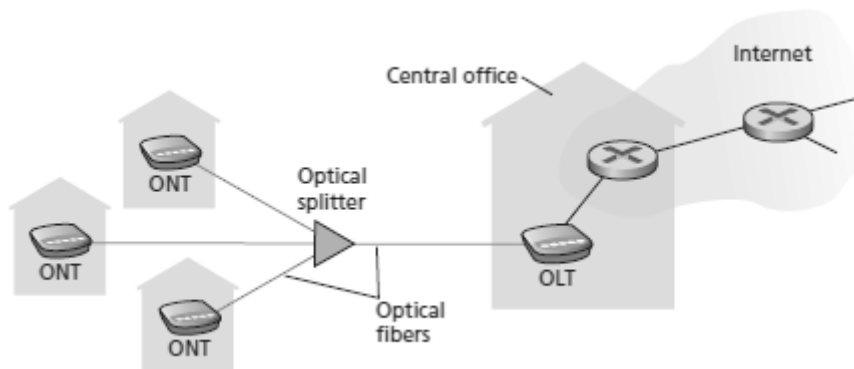 Internet
Central office
ONT
Optical
splitter
ONT
OLT
Optical
fibers
ONT